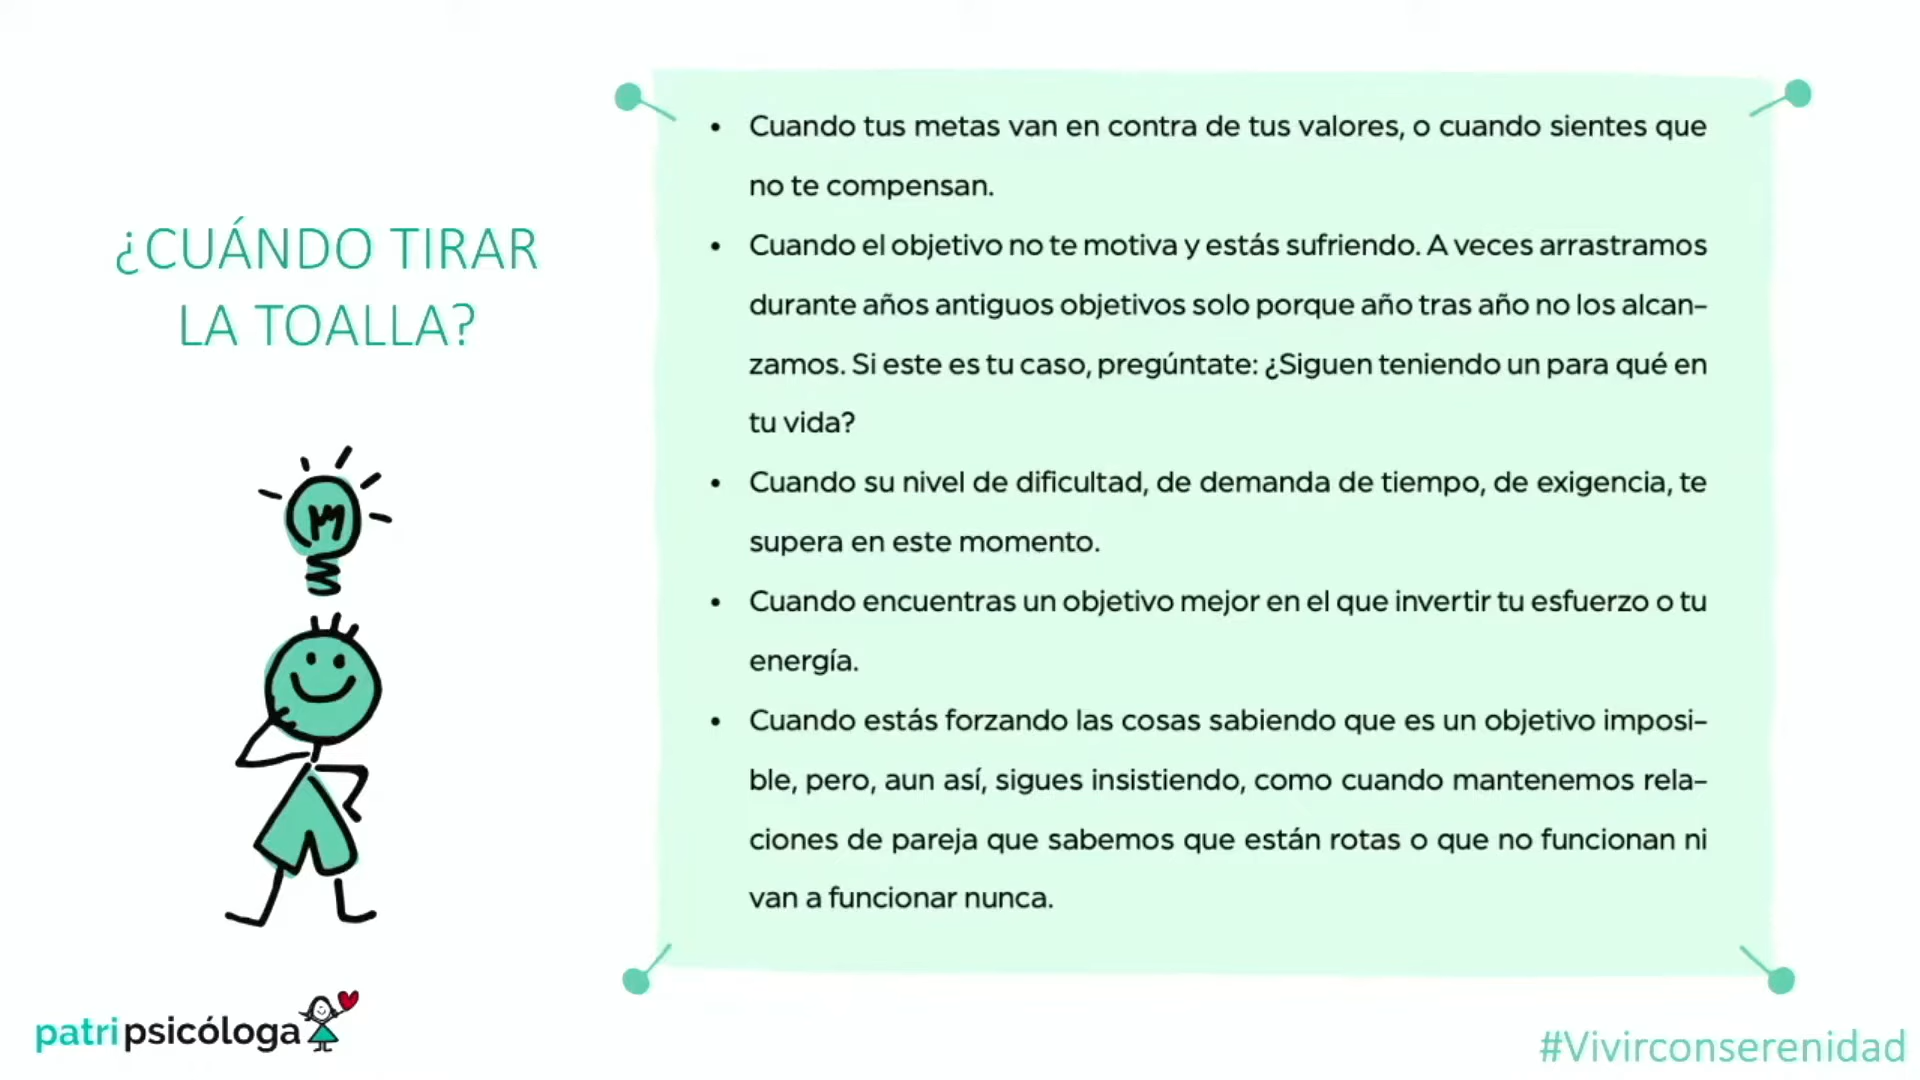 ¿CUÁNDO TIRAR
LA TOALLA?
• Cuando tus metas van en contra de tus valores, o cuando sientes que
no te compensan.
• Cuando el objetivo no te motiva y estás sufriendo. A veces arrastramos
durante años antiguos objetivos solo porque año tras año no los alcan-
zamos. Si este es tu caso, pregúntate: ¿Siguen teniendo un para qué en
tu vida?
• Cuando su nivel de dificultad, de demanda de tiempo, de exigencia, te
supera en este momento.
• Cuando encuentras un objetivo mejor en el que invertir tu esfuerzo o tu
energía.
• Cuando estás forzando las cosas sabiendo que es un objetivo imposi-
ble, pero, aun así, sigues insistiendo, como cuando mantenemos rela-
ciones de pareja que sabemos que están rotas o que no funcionan ni
van a funcionar nunca.
patripsicóloga
#Vivirconserenidad